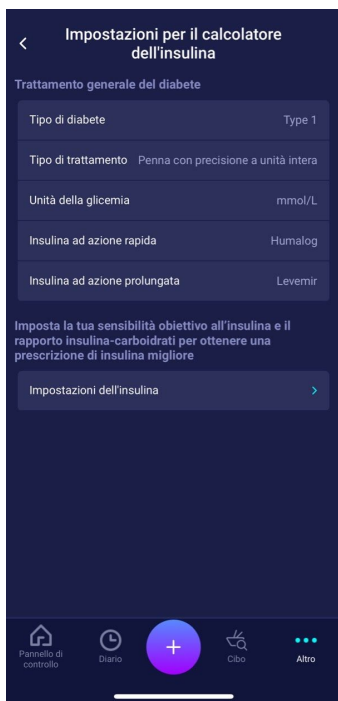 Impostazioni per il calcolatore
dell'insulina
Trattamento generale del diabete
Tipo di diabete Type 1
Tipo di trattamento Penna con precisione a unità intera
Unità della glicemia mmol/L
Insulina ad azione rapida Humalog
Insulina ad azione prolungata Levemir
Imposta la tua sensibilità obiettivo all'insulina e il
rapporto insulina-carboidrati per ottenere una
prescrizione di insulina migliore
Impostazioni dell'insulina
Pannello di
controllo
Diario
Cibo
Altro